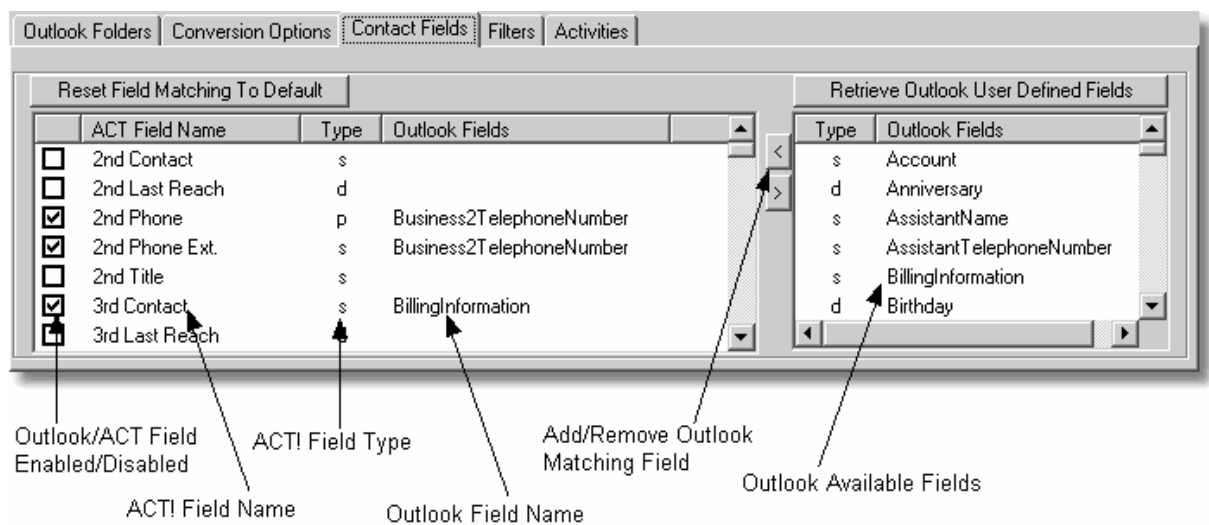 Outlook Folders Conversion Options Contact Fields Filters Activities
Reset Field Matching To Default Retrieve Outlook User Defined Fields
ACT Field Name Type Outlook Fields
2nd Contact s
2nd Last Reach d
2nd Phone p Business2TelephoneNumber
2nd Phone Ext. s Business2TelephoneNumber
2nd Title s
3rd Contact s BillingInformation
3rd Last Reach
< 
>
Type Outlook Fields
s Account
d Anniversary
s AssistantName
s AssistantTelephoneNumber
s BillingInformation
d Birthday
Outlook/ACT Field
Enabled/Disabled
ACT! Field Name
ACT! Field Type
Outlook Field Name
Add/Remove Outlook
Matching Field
Outlook Available Fields